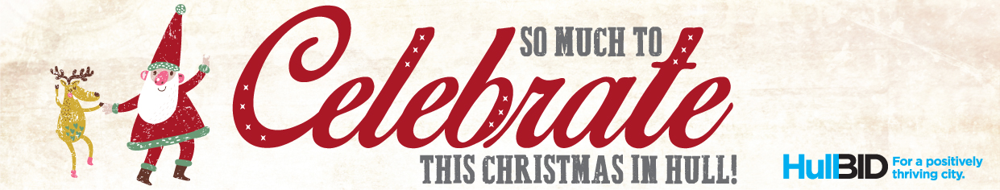 SO MUCH TO
Celebrate
THIS CHRISTMAS IN HULL!
HullBID
For a positively
thriving city.